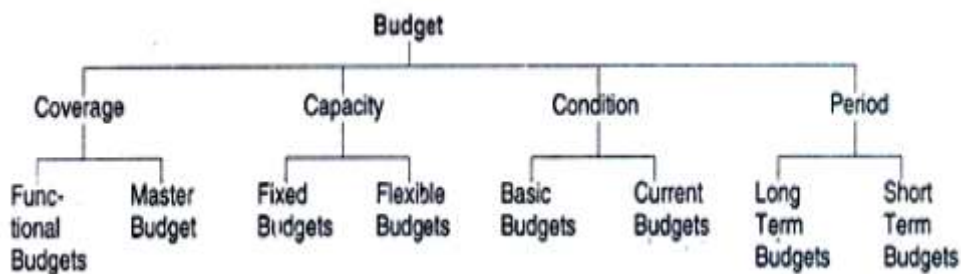 Budget
Coverage Capacity Condition Period
Func- Master Fixed Flexible Basic Current Long Short
tional Budget Budgets Budgets Budgets Budgets Term Term
Budgets Budgets Budgets